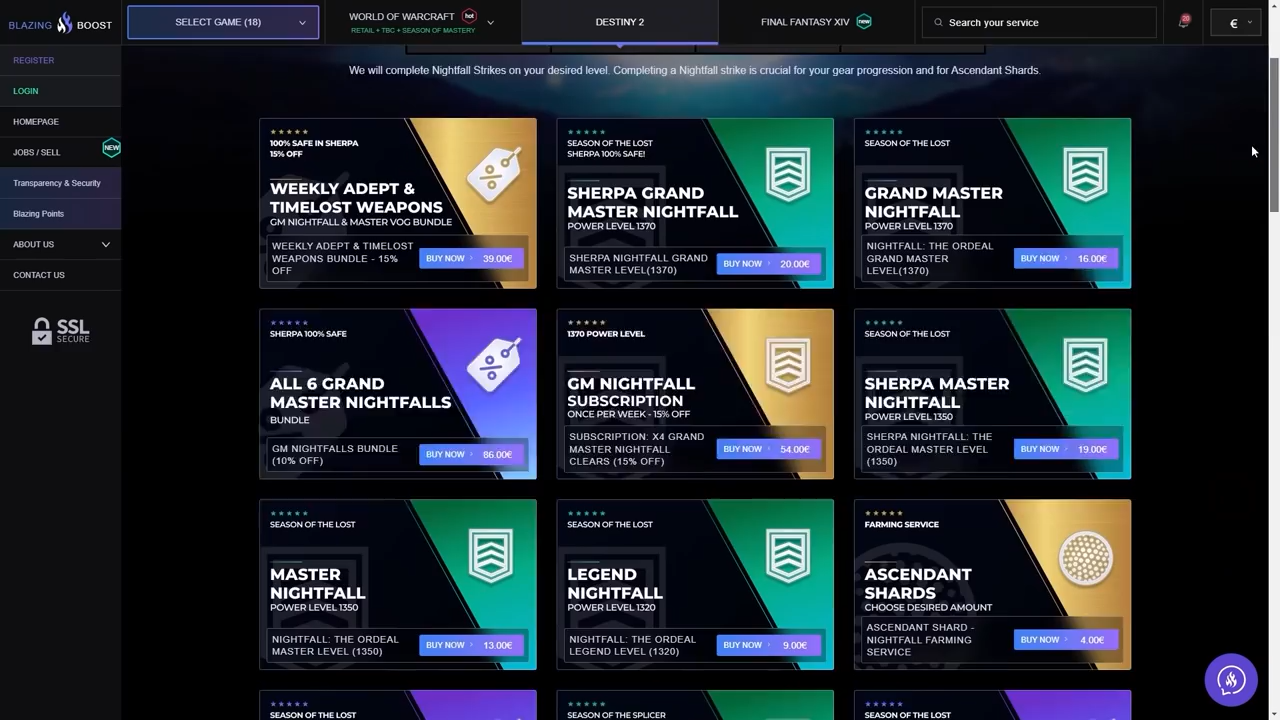 BLAZING BOOST
SELECT GAME (18)
WORLD OF WARCRAFT hot
RETAIL + TBC + SEASON OF MASTERY
DESTINY 2
FINAL FANTASY XIV new
Search your service
20
€
REGISTER
LOGIN
HOMEPAGE
JOBS / SELL NEW
Transparency & Security
Blazing Points
ABOUT US
CONTACT US
SSL
SECURE
We will complete Nightfall Strikes on your desired level. Completing a Nightfall strike is crucial for your gear progression and for Ascendant Shards.
100% SAFE IN SHERPA
15% OFF
WEEKLY ADEPT &
TIMELOST WEAPONS
GM NIGHTFALL & MASTER VOG BUNDLE
WEEKLY ADEPT & TIMELOST
WEAPONS BUNDLE - 15%
OFF
BUY NOW 39.00€
SEASON OF THE LOST
SHERPA 100% SAFE!
SHERPA GRAND
MASTER NIGHTFALL
POWER LEVEL 1370
SHERPA NIGHTFALL GRAND
MASTER LEVEL(1370)
BUY NOW 20.00€
SEASON OF THE LOST
GRAND MASTER
NIGHTFALL
POWER LEVEL 1370
NIGHTFALL: THE ORDEAL
GRAND MASTER
LEVEL(1370)
BUY NOW 16.00€
SHERPA 100% SAFE
ALL 6 GRAND
MASTER NIGHTFALLS
BUNDLE
GM NIGHTFALLS BUNDLE
(10% OFF)
BUY NOW 86.00€
1370 POWER LEVEL
GM NIGHTFALL
SUBSCRIPTION
ONCE PER WEEK - 15% OFF
SUBSCRIPTION: X4 GRAND
MASTER NIGHTFALL
CLEARS (15% OFF)
BUY NOW 54.00€
SEASON OF THE LOST
SHERPA MASTER
NIGHTFALL
POWER LEVEL 1350
SHERPA NIGHTFALL: THE
ORDEAL MASTER LEVEL
(1350)
BUY NOW 19.00€
SEASON OF THE LOST
MASTER
NIGHTFALL
POWER LEVEL 1350
NIGHTFALL: THE ORDEAL
MASTER LEVEL (1350)
BUY NOW 13.00€
SEASON OF THE LOST
LEGEND
NIGHTFALL
POWER LEVEL 1320
NIGHTFALL: THE ORDEAL
LEGEND LEVEL (1320)
BUY NOW 9.00€
FARMING SERVICE
ASCENDANT
SHARDS
CHOOSE DESIRED AMOUNT
ASCENDANT SHARD -
NIGHTFALL FARMING
SERVICE
BUY NOW 4.00€
SEASON OF THE LOST
SEASON OF THE SPLICER
SEASON OF THE LOST